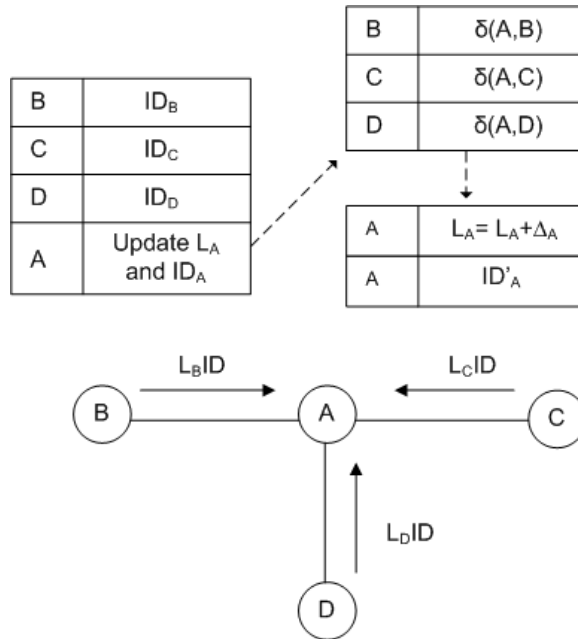 B ID_B
C ID_C
D ID_D
A Update L_A
and ID_A
B δ(A,B)
C δ(A,C)
D δ(A,D)
A L_A= L_A+Δ_A
A ID'_A
L_BID
L_CID
B
A
C
L_DID
D